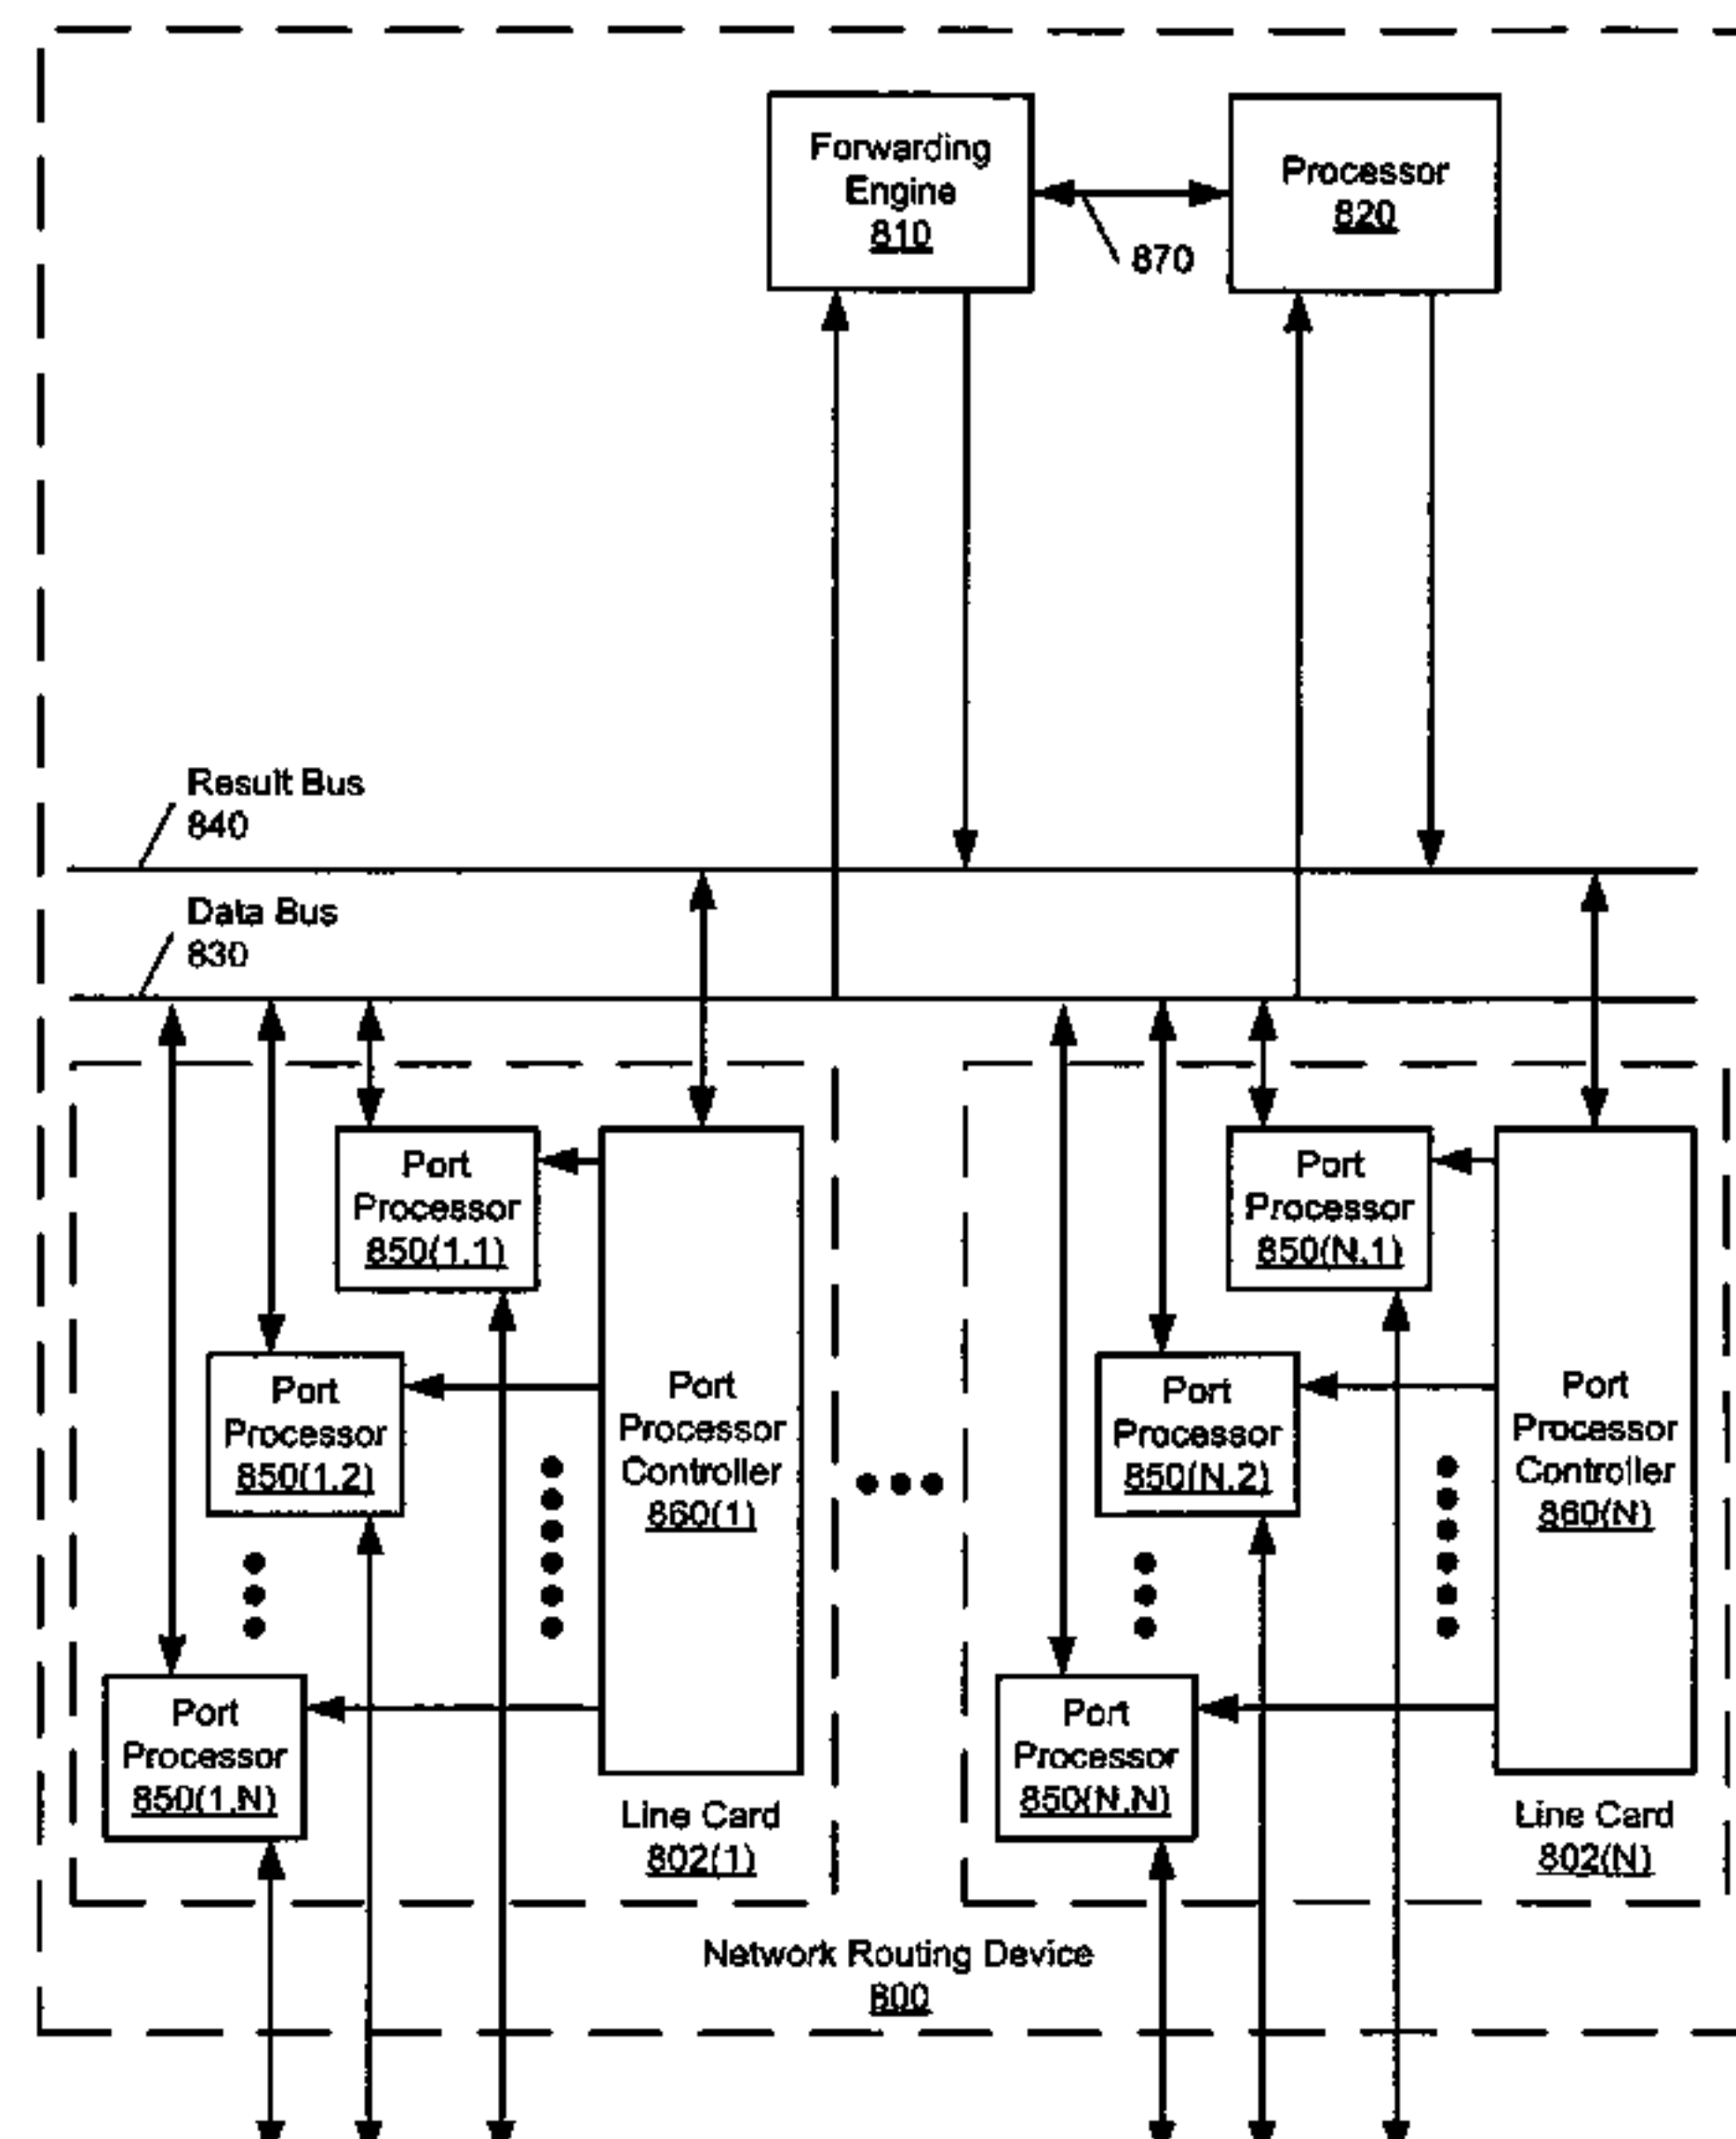 Forwarding
Engine
810
Processor
820
870
Result Bus
840
Data Bus
830
Port
Processor
850(1,1)
Port
Processor
850(1,2)
Port
Processor
850(1,N)
Port
Processor
Controller
860(1)
Line Card
802(1)
Port
Processor
850(N,1)
Port
Processor
850(N,2)
Port
Processor
850(N,N)
Port
Processor
Controller
860(N)
Line Card
802(N)
Network Routing Device
800